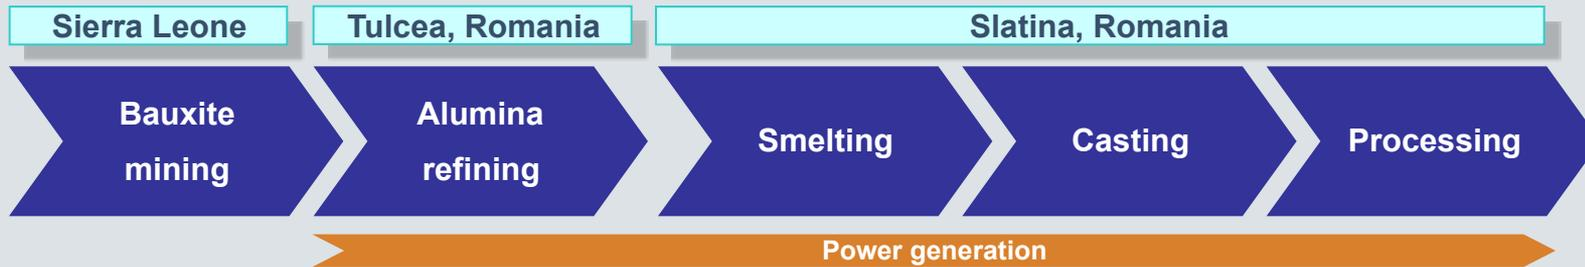 Sierra Leone
Tulcea, Romania
Slatina, Romania
Bauxite
mining
Alumina
refining
Smelting
Casting
Processing
Power generation